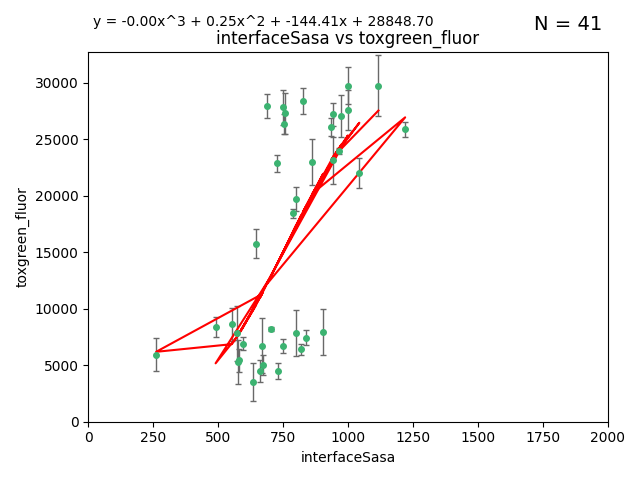 y = -0.00x^3 + 0.25x^2 + -144.41x + 28848.70
N = 41
interfaceSasa vs toxgreen_fluor
30000
25000
20000
15000
10000
5000
0
toxgreen_fluor
0 250 500 750 1000 1250 1500 1750 2000
interfaceSasa